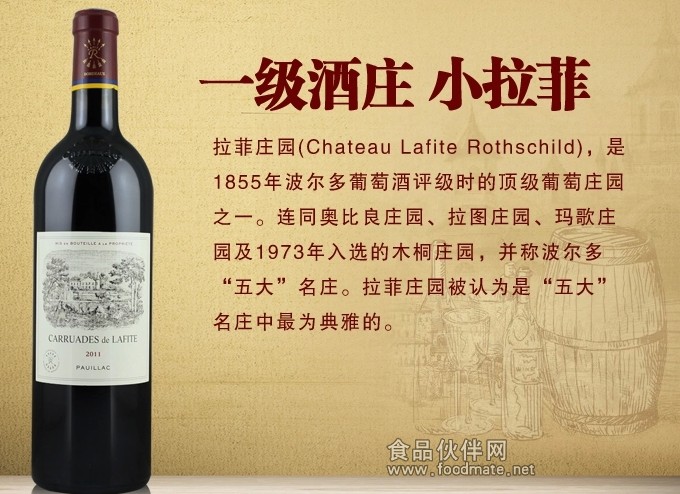 一级酒庄 小拉菲
拉菲庄园(Chateau Lafite Rothschild)，是
1855年波尔多葡萄酒评级时的顶级葡萄庄园
之一。连同奥比良庄园、拉图庄园、玛歌庄
园及1973年入选的木桐庄园，并称波尔多
“五大”名庄。拉菲庄园被认为是“五大”
名庄中最为典雅的。
MIS EN BOUTEILLE A LA PROPRIÉTÉ
CARRUADES de LAFITE
2011
PAUILLAC
食品伙伴网
www.foodmate.net